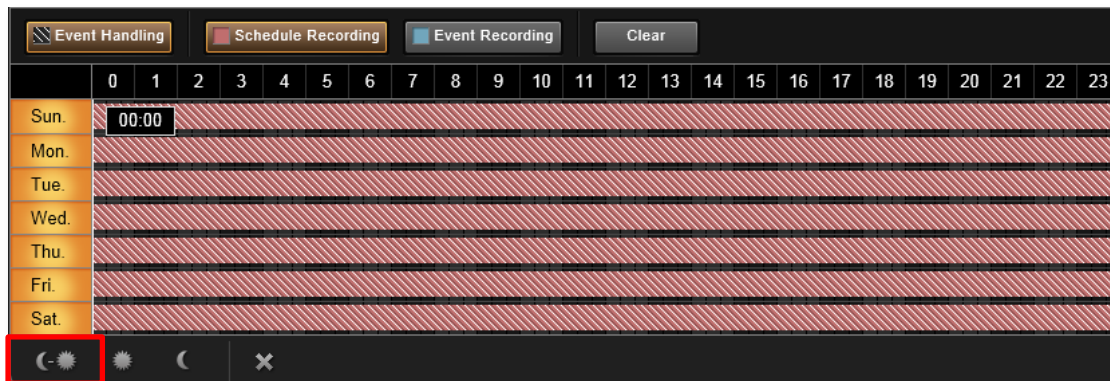 Event Handling Schedule Recording Event Recording Clear
0 1 2 3 4 5 6 7 8 9 10 11 12 13 14 15 16 17 18 19 20 21 22 23
Sun. 00:00
Mon.
Tue.
Wed.
Thu.
Fri.
Sat.